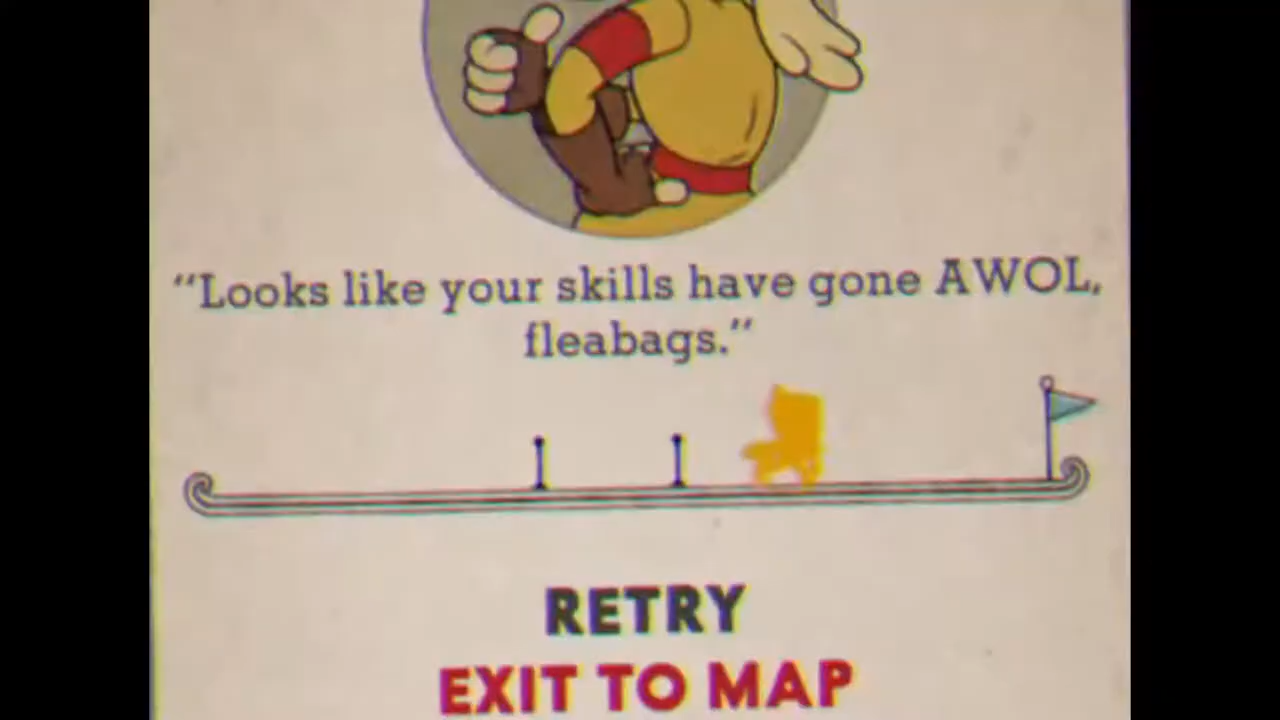 “Looks like your skills have gone AWOL,
fleabags.”
RETRY
EXIT TO MAP